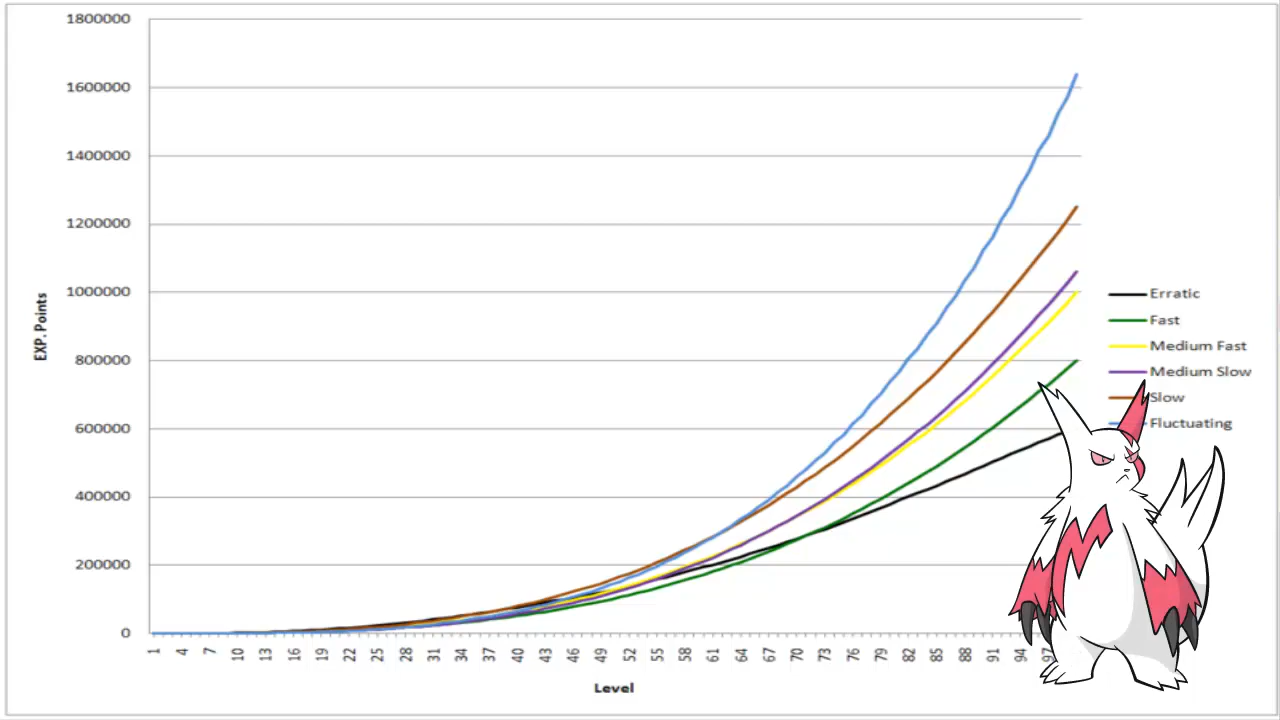 1800000
1600000
1400000
1200000
1000000
800000
600000
400000
200000
0
EXP. Points
1 4 7 10 13 16 19 22 25 28 31 34 37 40 43 46 49 52 55 58 61 64 67 70 73 76 79 82 85 88 91 94 97
Level
Erratic
Fast
Medium Fast
Medium Slow
Slow
Fluctuating